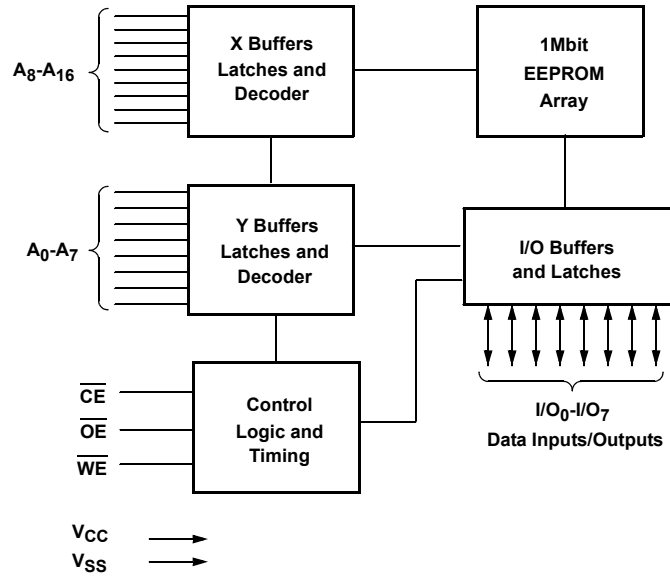 X Buffers
Latches and
Decoder
1Mbit
EEPROM
Array
A8-A16
Y Buffers
Latches and
Decoder
A0-A7
I/O Buffers
and Latches
CE
OE
WE
Control
Logic and
Timing
I/O0-I/O7
Data Inputs/Outputs
VCC
VSS